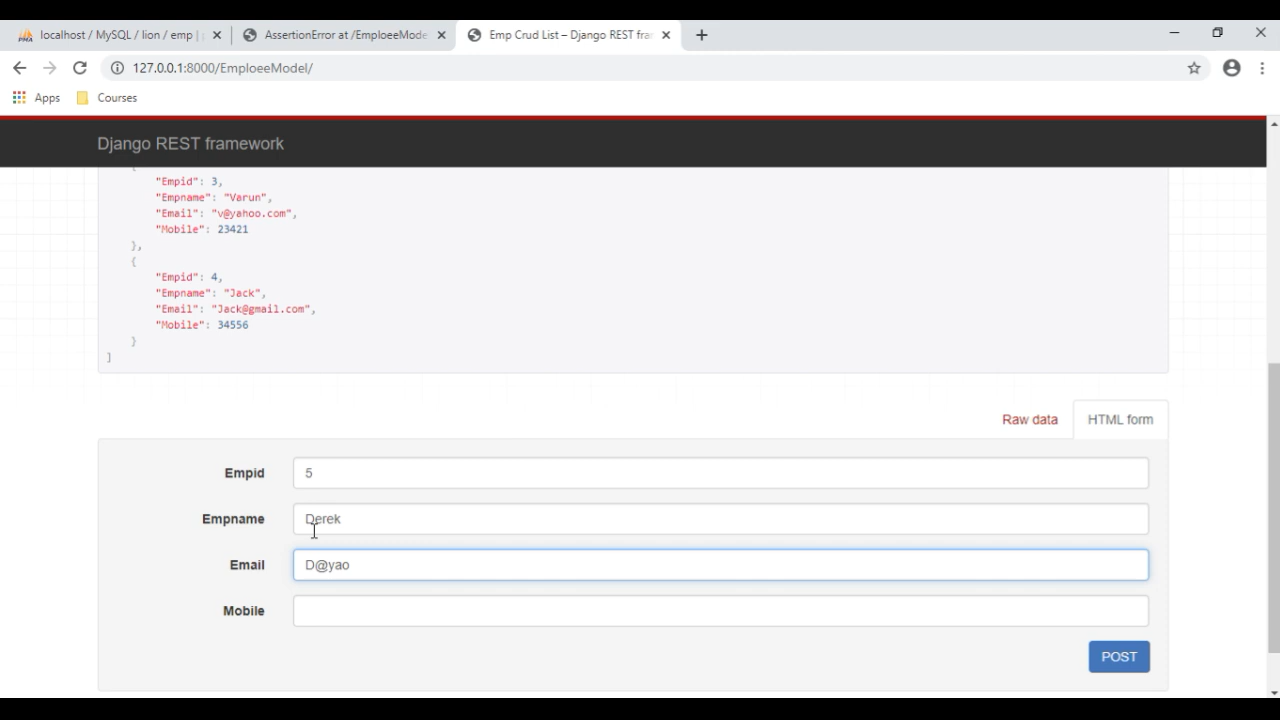 localhost / MySQL / lion / emp |
AssertionError at /EmploeeMode
Emp Crud List – Django REST fra
127.0.0.1:8000/EmploeeModel/
Apps
Courses
Django REST framework
"Empid": 3,
"Empname": "Varun",
"Email": "v@yahoo.com",
"Mobile": 23421
},
{
"Empid": 4,
"Empname": "Jack",
"Email": "Jack@gmail.com",
"Mobile": 34556
}
]
Raw data
HTML form
Empid 5
Empname Derek
Email D@yao
Mobile
POST